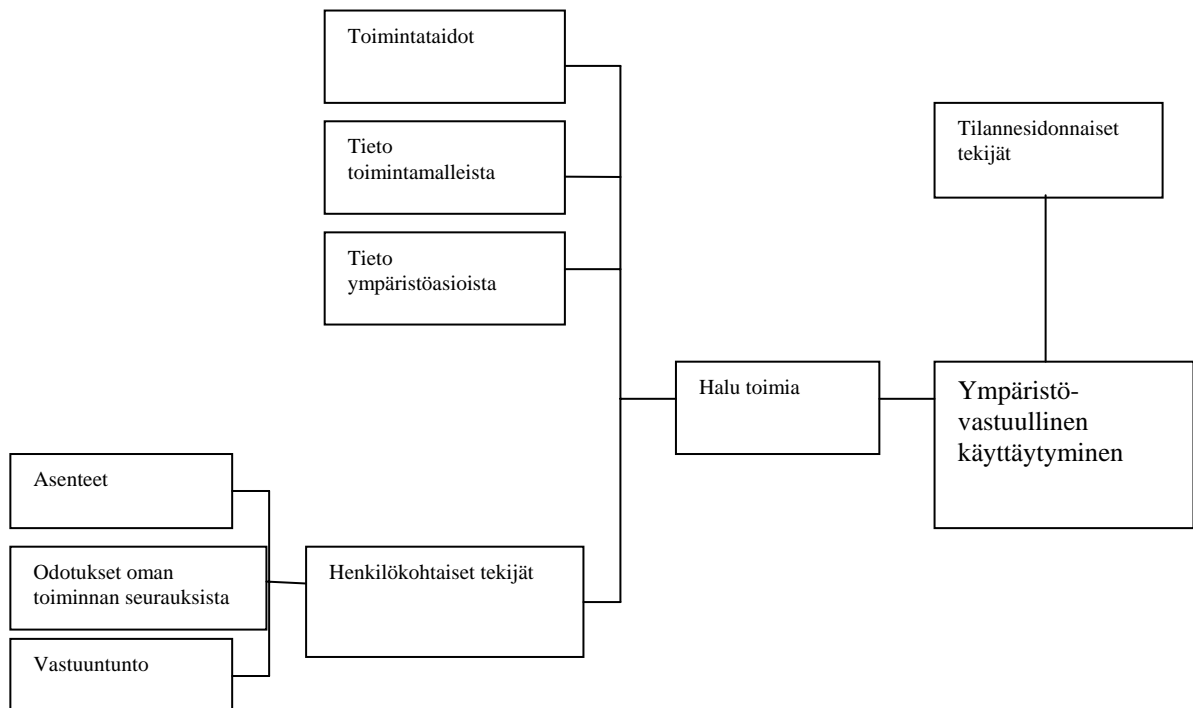 Toimintataidot
Tieto
toimintamalleista
Tieto
ympäristöasioista
Tilannesidonnaiset
tekijät
Halu toimia
Ympäristö-
vastuullinen
käyttäytyminen
Asenteet
Odotukset oman
toiminnan seurauksista
Vastuuntunto
Henkilökohtaiset tekijät